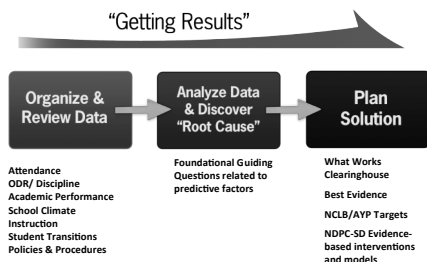 “Getting Results”
Organize &
Review Data
Analyze Data
& Discover
“Root Cause”
Plan
Solution
Attendance
ODR/ Discipline
Academic Performance
School Climate
Instruction
Student Transitions
Policies & Procedures
Foundational Guiding
Questions related to
predictive factors
What Works
Clearinghouse
Best Evidence
NCLB/AYP Targets
NDPC-SD Evidence-
based interventions
and models